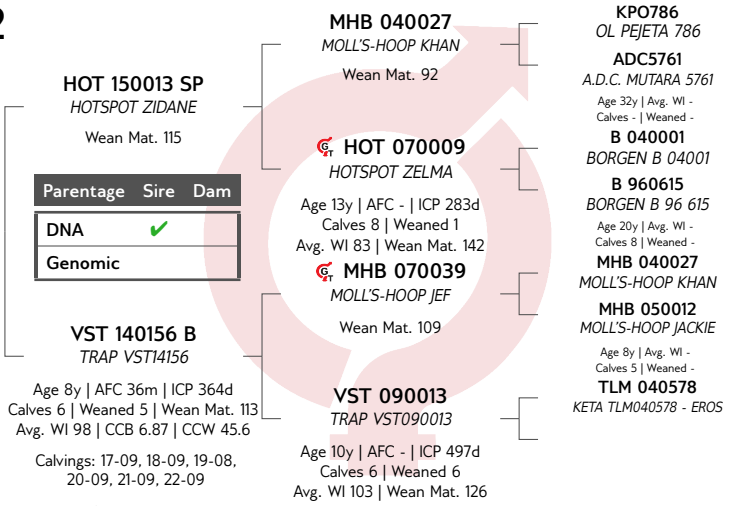 2
HOT 150013 SP
HOTSPOT ZIDANE
Wean Mat. 115
Parentage Sire Dam
DNA ✔
Genomic
VST 140156 B
TRAP VST14156
Age 8y | AFC 36m | ICP 364d
Calves 6 | Weaned 5 | Wean Mat. 113
Avg. WI 98 | CCB 6.87 | CCW 45.6
Calvings: 17-09, 18-09, 19-08,
20-09, 21-09, 22-09
MHB 040027
MOLL'S-HOOP KHAN
Wean Mat. 92
GT HOT 070009
HOTSPOT ZELMA
Age 13y | AFC - | ICP 283d
Calves 8 | Weaned 1
Avg. WI 83 | Wean Mat. 142
GT MHB 070039
MOLL'S-HOOP JEF
Wean Mat. 109
VST 090013
TRAP VST090013
Age 10y | AFC - | ICP 497d
Calves 6 | Weaned 6
Avg. WI 103 | Wean Mat. 126
KPO786
OL PEJETA 786
ADC5761
A.D.C. MUTARA 5761
Age 32y | Avg. WI -
Calves - | Weaned -
B 040001
BORGEN B 04001
B 960615
BORGEN B 96 615
Age 20y | Avg. WI -
Calves 8 | Weaned -
MHB 040027
MOLL'S-HOOP KHAN
MHB 050012
MOLL'S-HOOP JACKIE
Age 8y | Avg. WI -
Calves 5 | Weaned -
TLM 040578
KETA TLM040578 - EROS